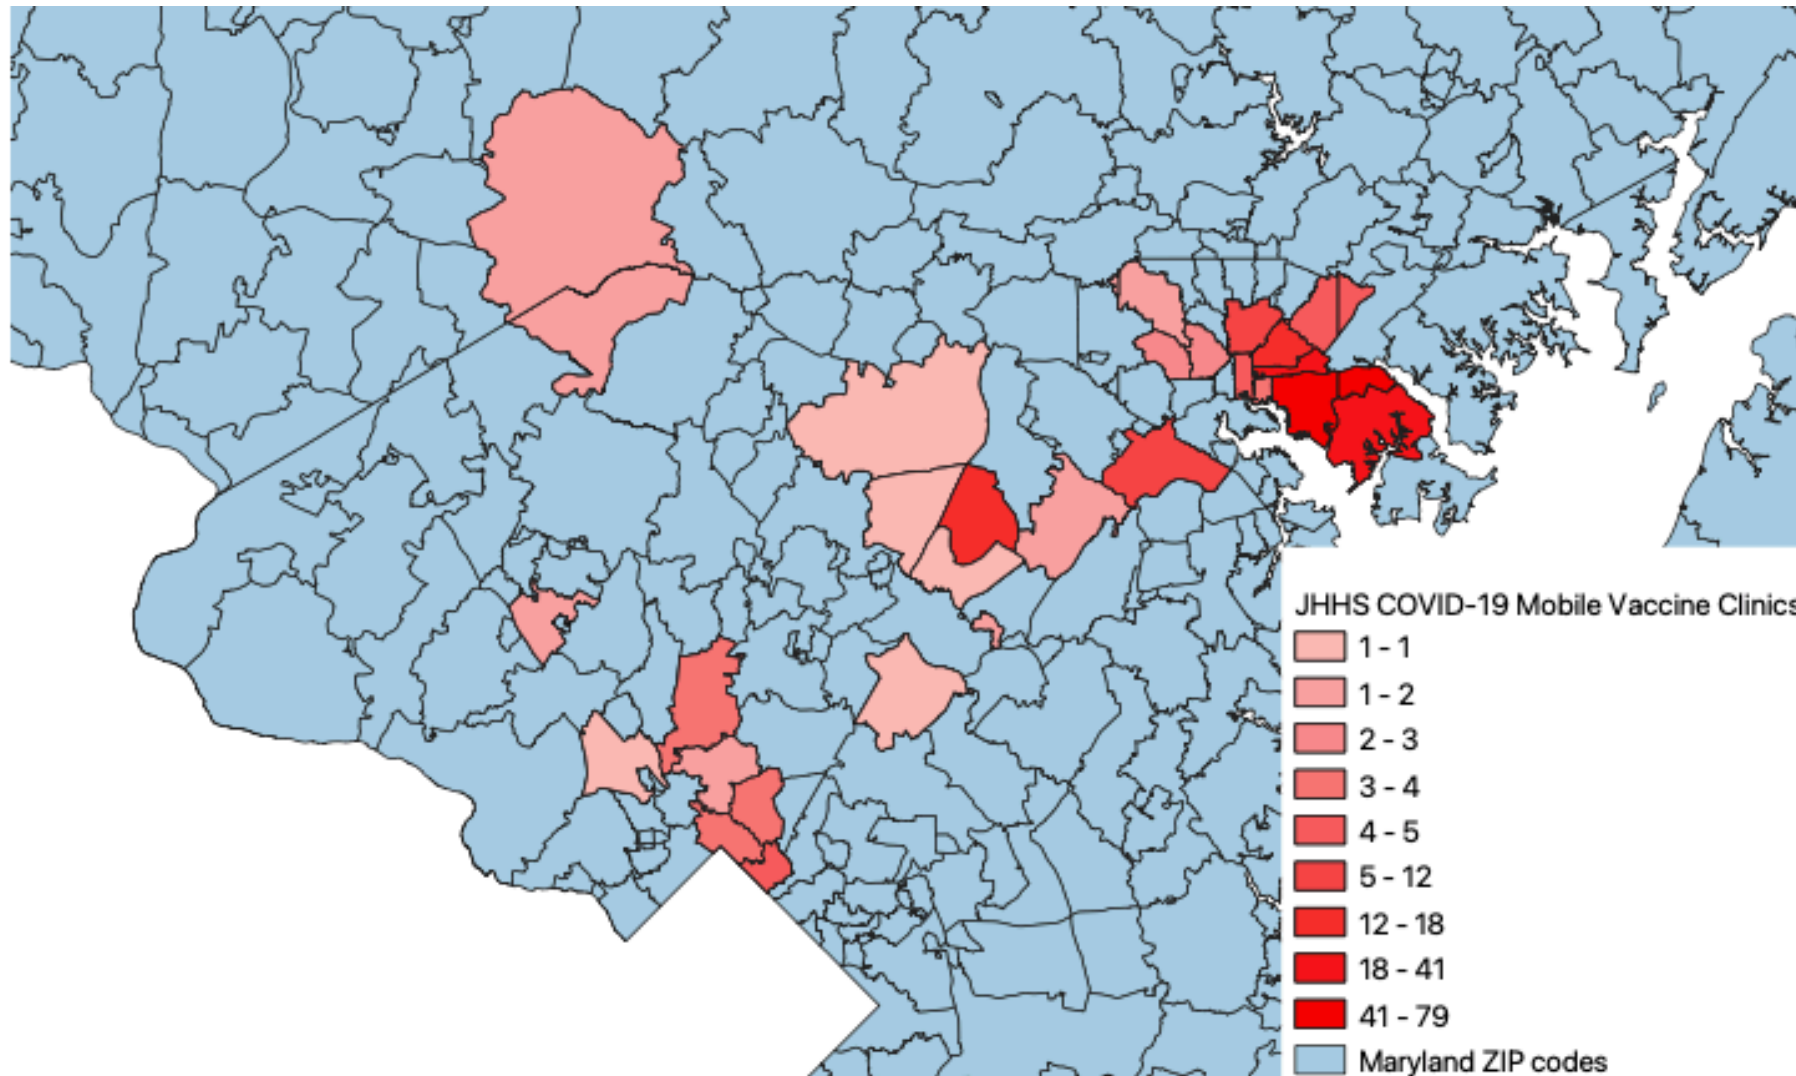 JHHS COVID-19 Mobile Vaccine Clinics
1 - 1
1 - 2
2 - 3
3 - 4
4 - 5
5 - 12
12 - 18
18 - 41
41 - 79
Maryland ZIP codes